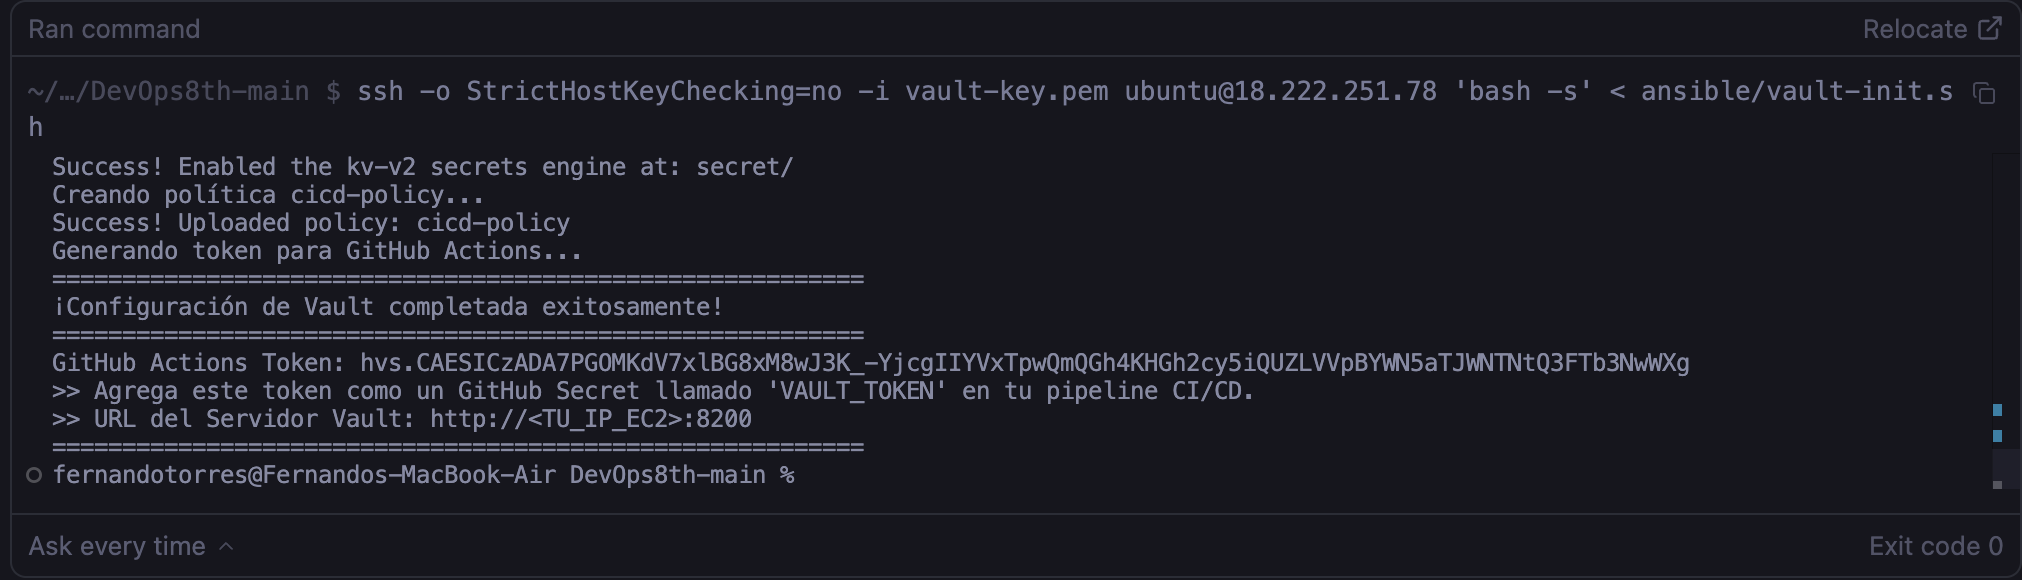 Ran command
Relocate
~/…/DevOps8th-main $ ssh -o StrictHostKeyChecking=no -i vault-key.pem ubuntu@18.222.251.78 'bash -s' < ansible/vault-init.s
h
Success! Enabled the kv-v2 secrets engine at: secret/
Creando política cicd-policy...
Success! Uploaded policy: cicd-policy
Generando token para GitHub Actions...
==========================================================
¡Configuración de Vault completada exitosamente!
==========================================================
GitHub Actions Token: hvs.CAESICzADA7PGOMKdV7xlBG8xM8wJ3K_-YjcgIIYVxTpwQmQGh4KHGh2cy5iQUZLVVpBYWN5aTJWNTNtQ3FTb3NwWXg
>> Agrega este token como un GitHub Secret llamado 'VAULT_TOKEN' en tu pipeline CI/CD.
>> URL del Servidor Vault: http://<TU_IP_EC2>:8200
==========================================================
fernandotorres@Fernandos-MacBook-Air DevOps8th-main %
Ask every time
Exit code 0